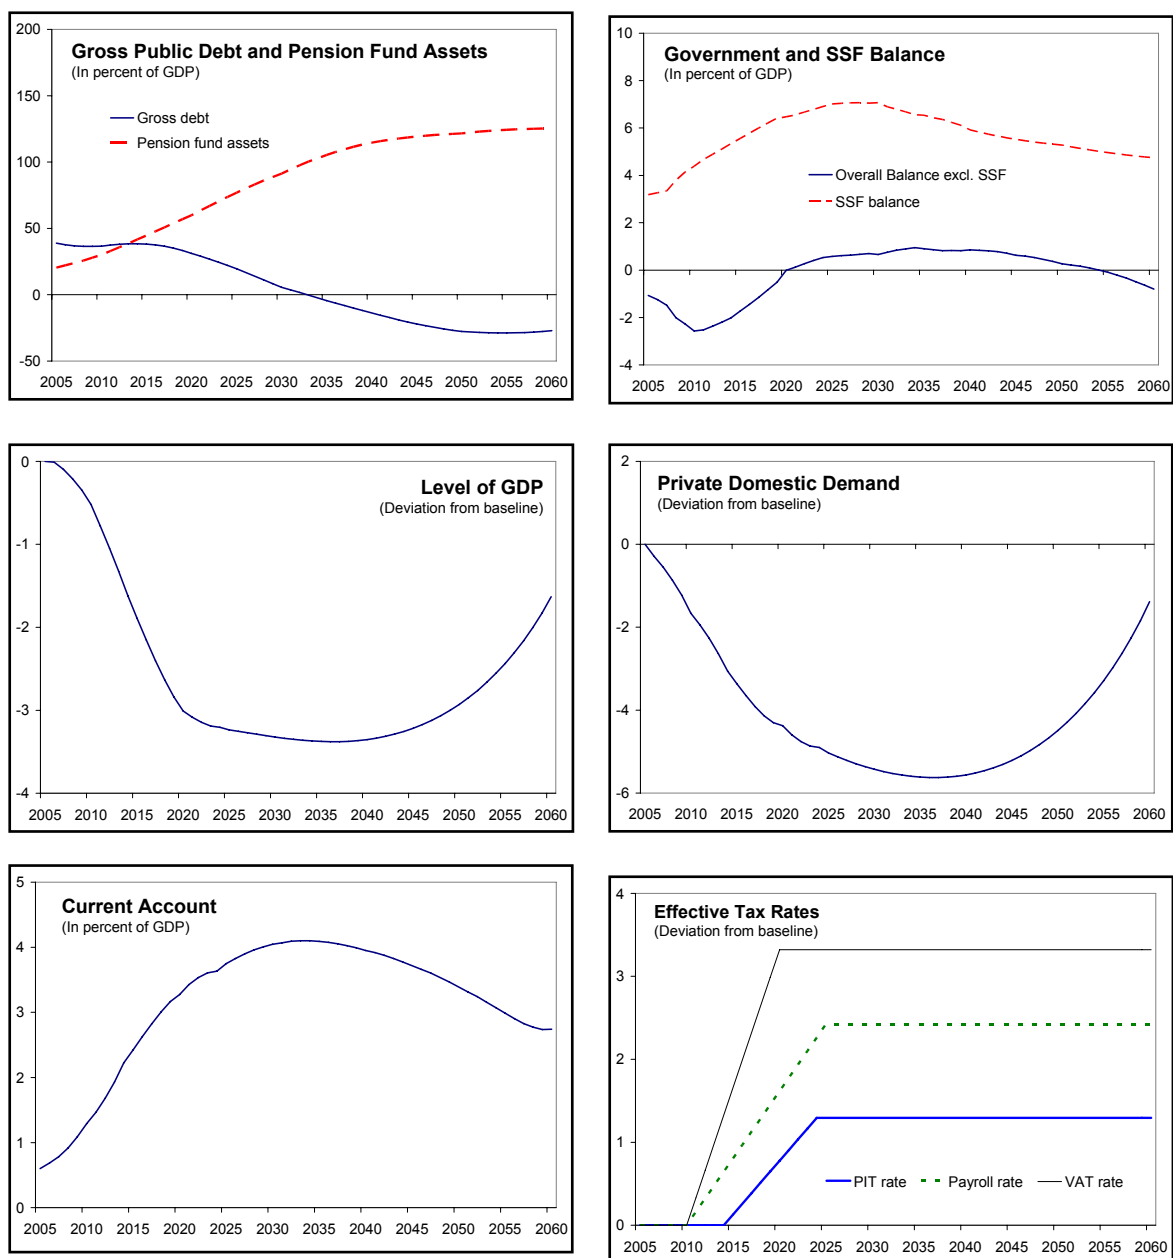 Gross Public Debt and Pension Fund Assets
(In percent of GDP)
Gross debt
Pension fund assets
200
150
100
50
0
-50
2005 2010 2015 2020 2025 2030 2035 2040 2045 2050 2055 2060
Government and SSF Balance
(In percent of GDP)
Overall Balance excl. SSF
SSF balance
10
8
6
4
2
0
-2
-4
2005 2010 2015 2020 2025 2030 2035 2040 2045 2050 2055 2060
Level of GDP
(Deviation from baseline)
0
-1
-2
-3
-4
2005 2010 2015 2020 2025 2030 2035 2040 2045 2050 2055 2060
Private Domestic Demand
(Deviation from baseline)
2
0
-2
-4
-6
2005 2010 2015 2020 2025 2030 2035 2040 2045 2050 2055 2060
Current Account
(In percent of GDP)
5
4
3
2
1
0
2005 2010 2015 2020 2025 2030 2035 2040 2045 2050 2055 2060
Effective Tax Rates
(Deviation from baseline)
4
3
2
1
0
PIT rate Payroll rate VAT rate
2005 2010 2015 2020 2025 2030 2035 2040 2045 2050 2055 2060